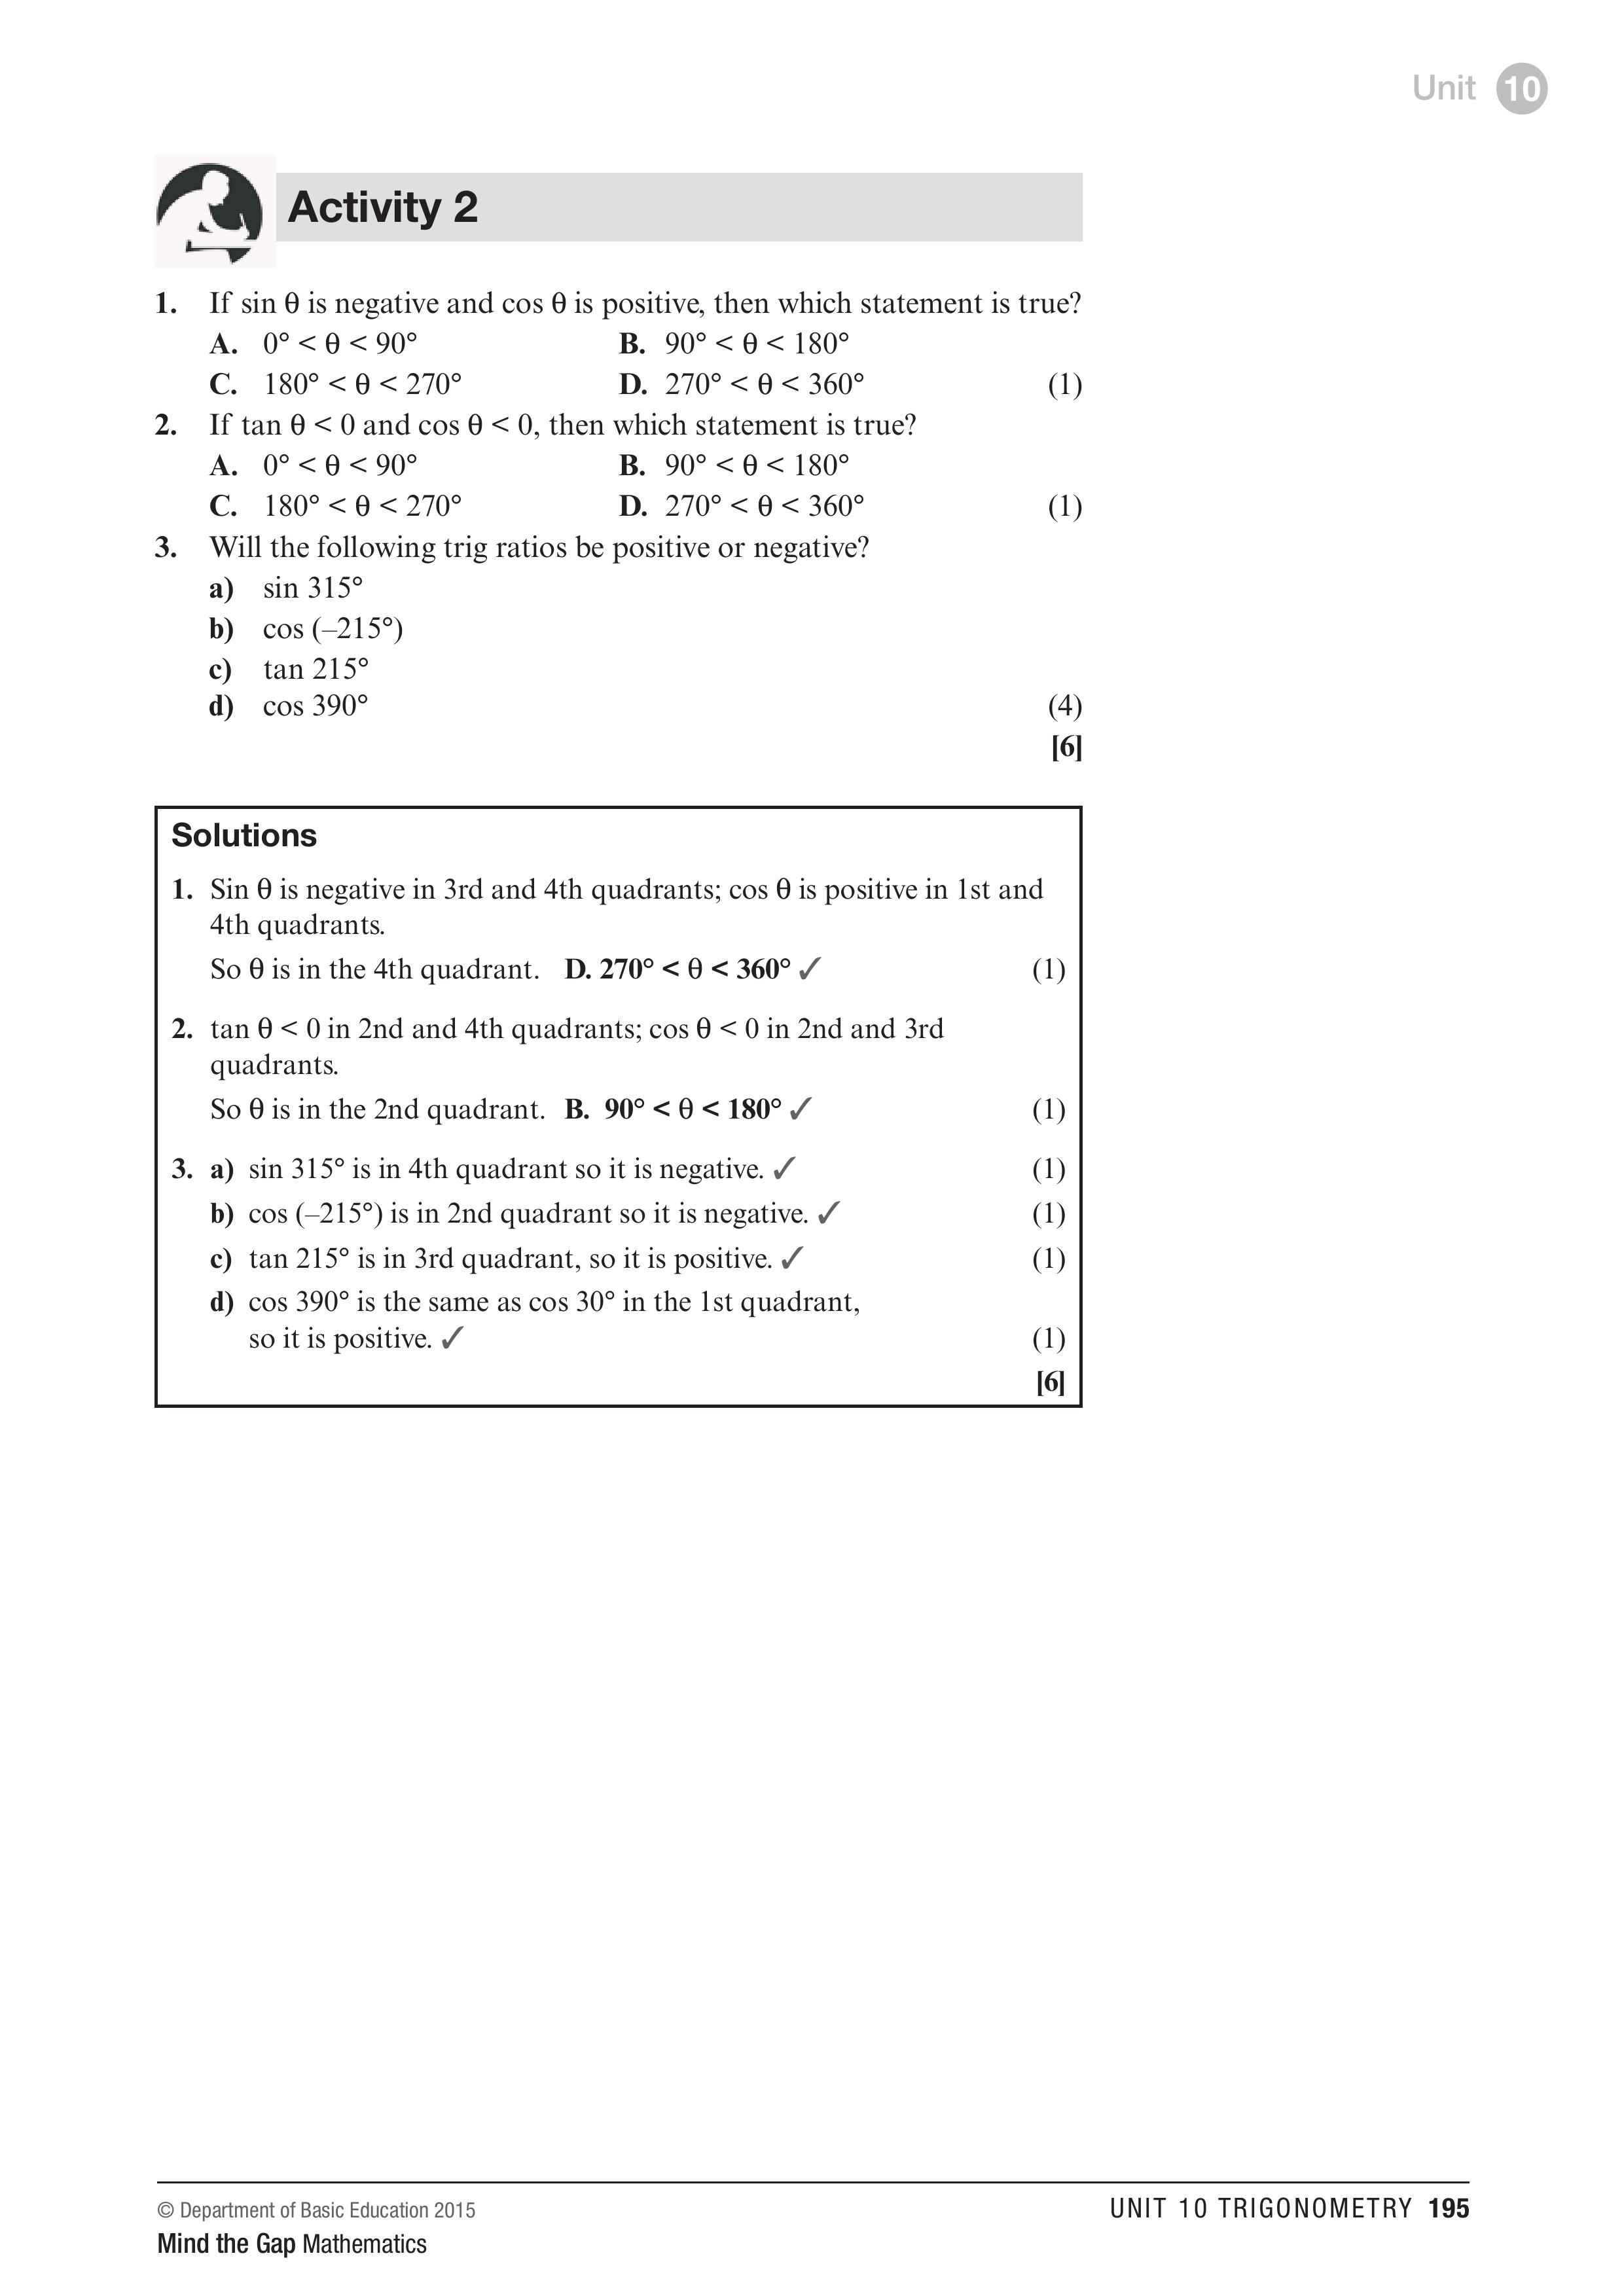 Unit 10
Activity 2
1. If sin θ is negative and cos θ is positive, then which statement is true?
A. 0° < θ < 90° B. 90° < θ < 180°
C. 180° < θ < 270° D. 270° < θ < 360° (1)
2. If tan θ < 0 and cos θ < 0, then which statement is true?
A. 0° < θ < 90° B. 90° < θ < 180°
C. 180° < θ < 270° D. 270° < θ < 360° (1)
3. Will the following trig ratios be positive or negative?
a) sin 315°
b) cos (–215°)
c) tan 215°
d) cos 390° (4)
[6]
Solutions
1. Sin θ is negative in 3rd and 4th quadrants; cos θ is positive in 1st and
4th quadrants.
So θ is in the 4th quadrant. D. 270° < θ < 360° ✓ (1)
2. tan θ < 0 in 2nd and 4th quadrants; cos θ < 0 in 2nd and 3rd
quadrants.
So θ is in the 2nd quadrant. B. 90° < θ < 180° ✓ (1)
3. a) sin 315° is in 4th quadrant so it is negative. ✓ (1)
b) cos (–215°) is in 2nd quadrant so it is negative. ✓ (1)
c) tan 215° is in 3rd quadrant, so it is positive. ✓ (1)
d) cos 390° is the same as cos 30° in the 1st quadrant,
so it is positive. ✓ (1)
[6]
© Department of Basic Education 2015
Mind the Gap Mathematics
UNIT 10 TRIGONOMETRY 195